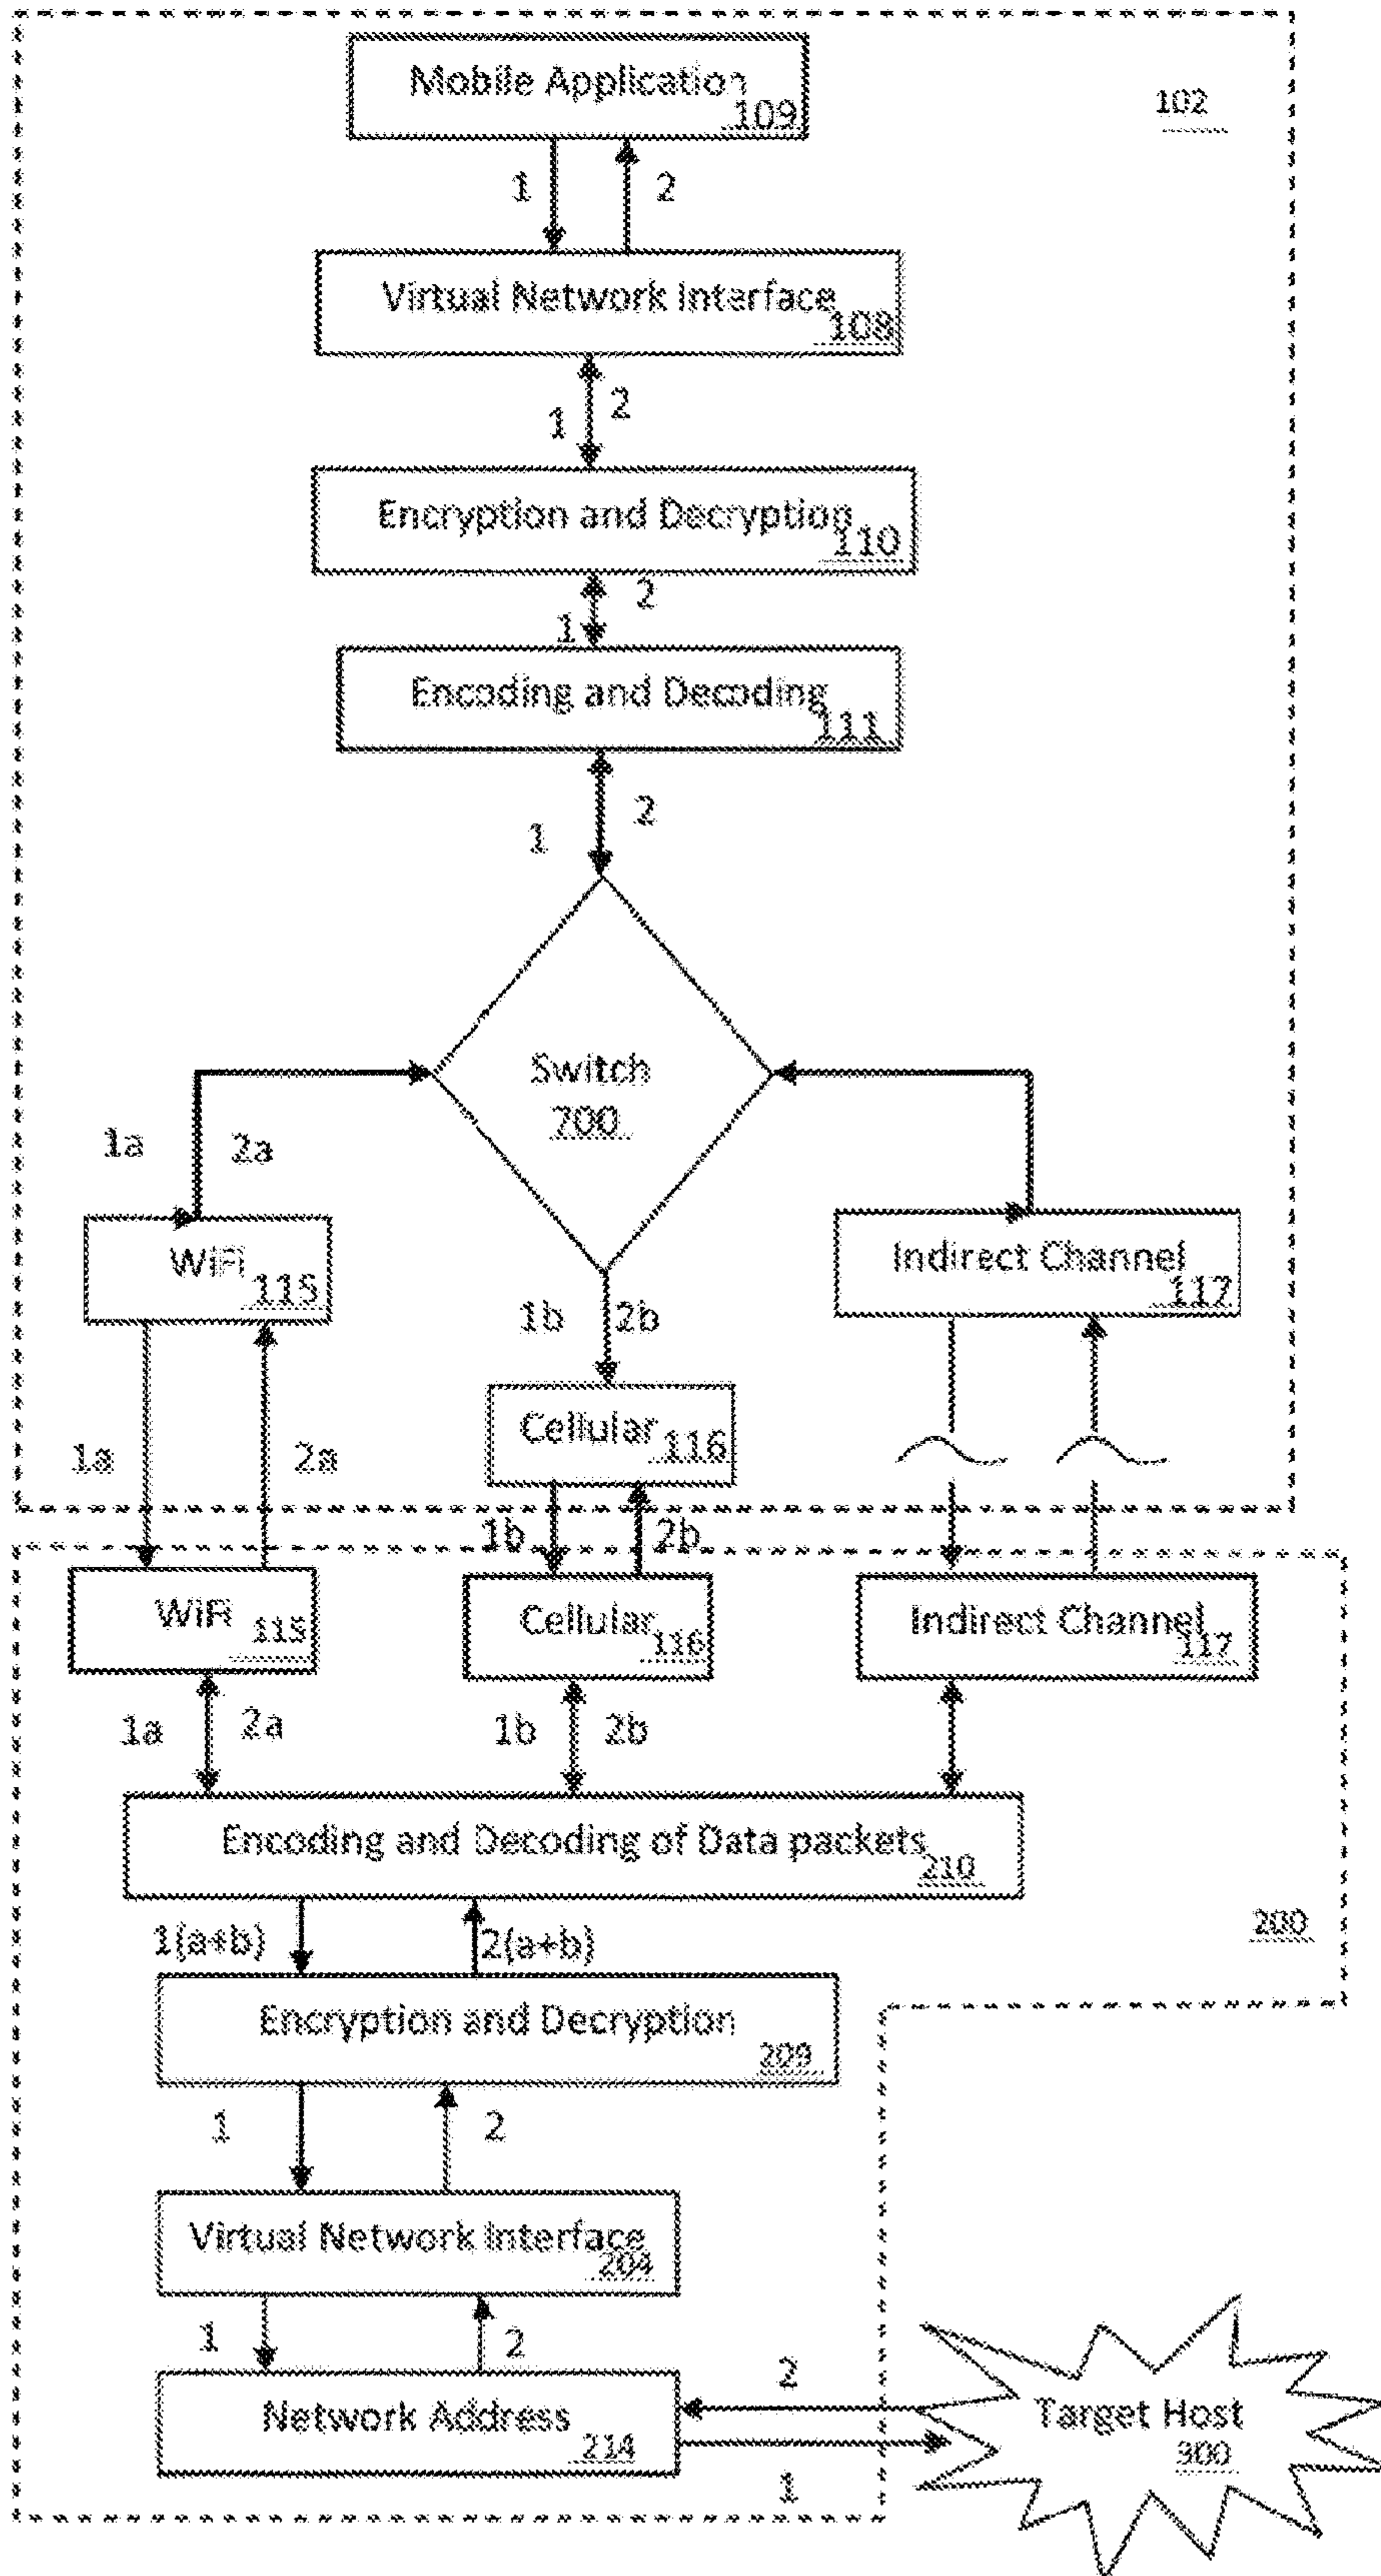 Mobile Application
109
102
1
2
Virtual Network Interface
108
1
2
Encryption and Decryption
110
1
2
Encoding and Decoding
111
1
2
Switch
700
1a
2a
WiFi
115
Indirect Channel
117
1b
2b
Cellular
116
1a
2a
1b
2b
WiFi
115
Cellular
116
Indirect Channel
117
1a
2a
1b
2b
Encoding and Decoding of Data packets
210
200
1(a+b)
2(a+b)
Encryption and Decryption
209
1
2
Virtual Network Interface
204
1
2
Network Address
214
2
1
Target Host
300